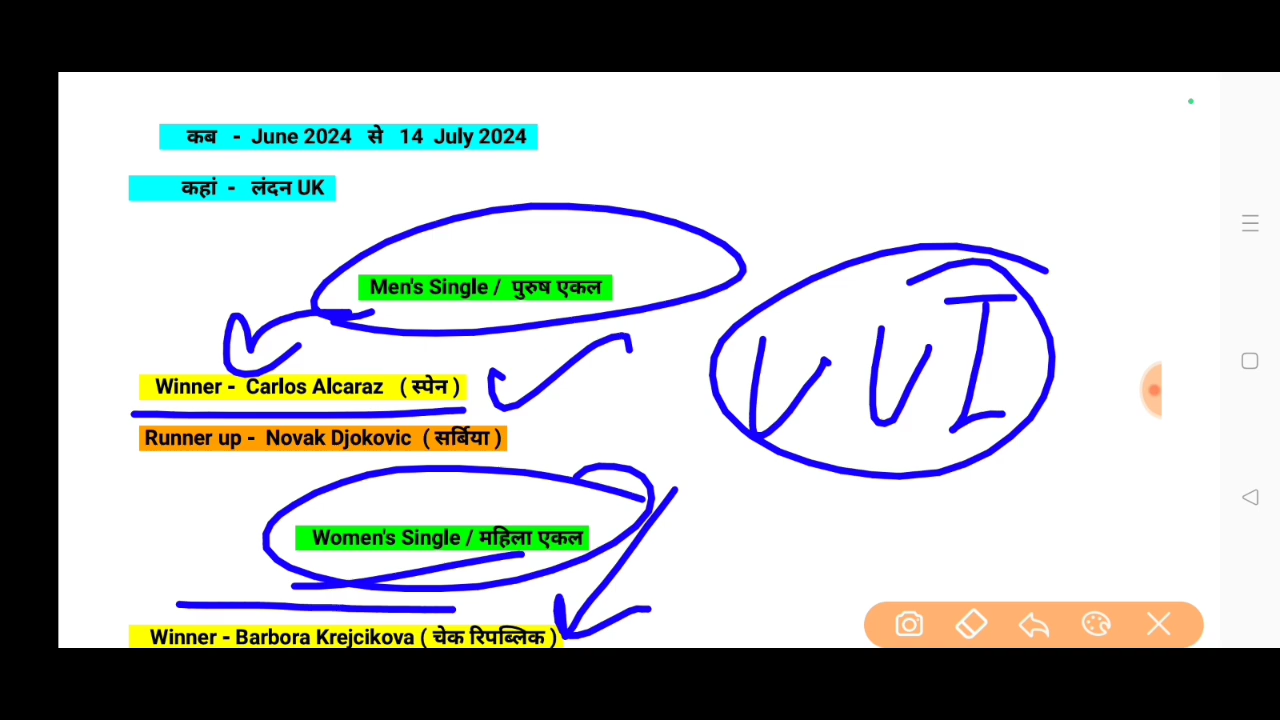 कब - June 2024 से 14 July 2024
कहां - लंदन UK
Men's Single / पुरुष एकल
Winner - Carlos Alcaraz ( स्पेन )
VVI
Runner up - Novak Djokovic ( सर्बिया )
Women's Single / महिला एकल
Winner - Barbora Krejcikova ( चेक रिपब्लिक )